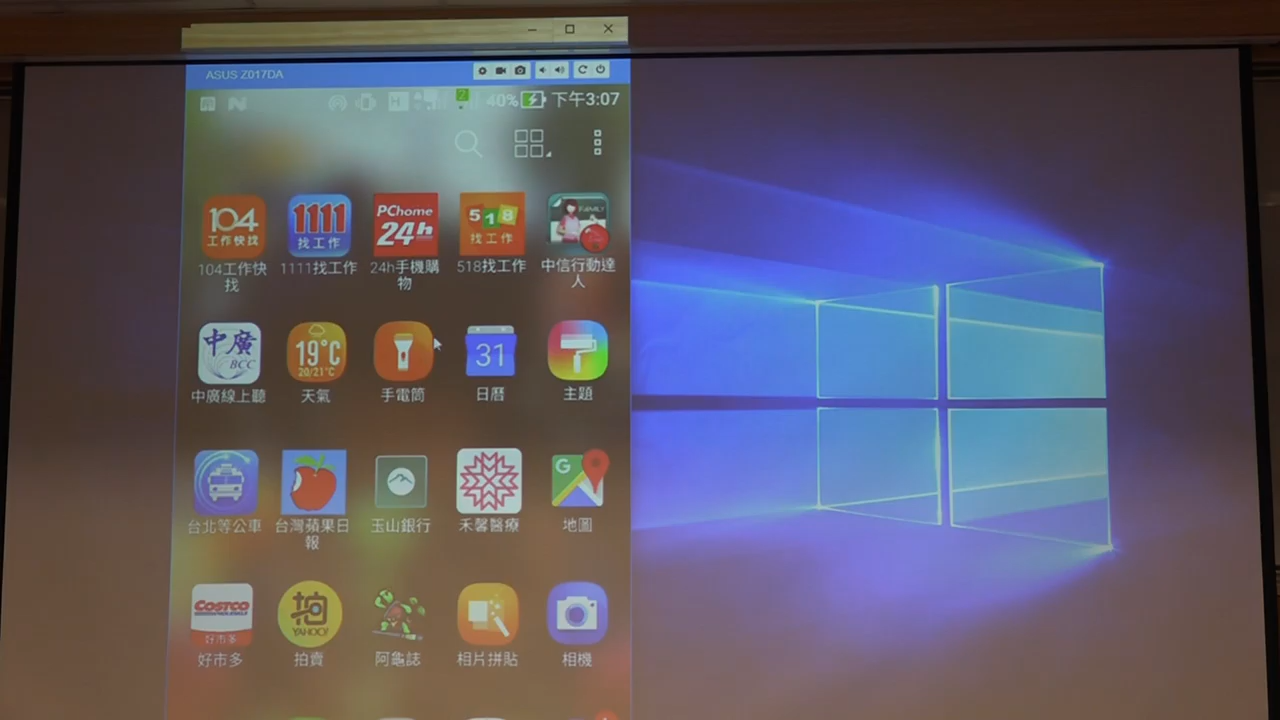 ASUS Z017DA
40% 下午3:07
104
工作快找
104工作快
找
1111
找工作
1111找工作
PChome
24h
24h手機購
物
518
找工作
518找工作
FAMILY
中信行動達
人
中廣
BCC
中廣線上聽
19°C
20/21°C
天氣
手電筒
31
日曆
主題
台北等公車
台灣蘋果日
報
玉山銀行
禾馨醫療
G
地圖
COSTCO
好市多
好市多
拍
YAHOO!
拍賣
阿龜誌
相片拼貼
相機